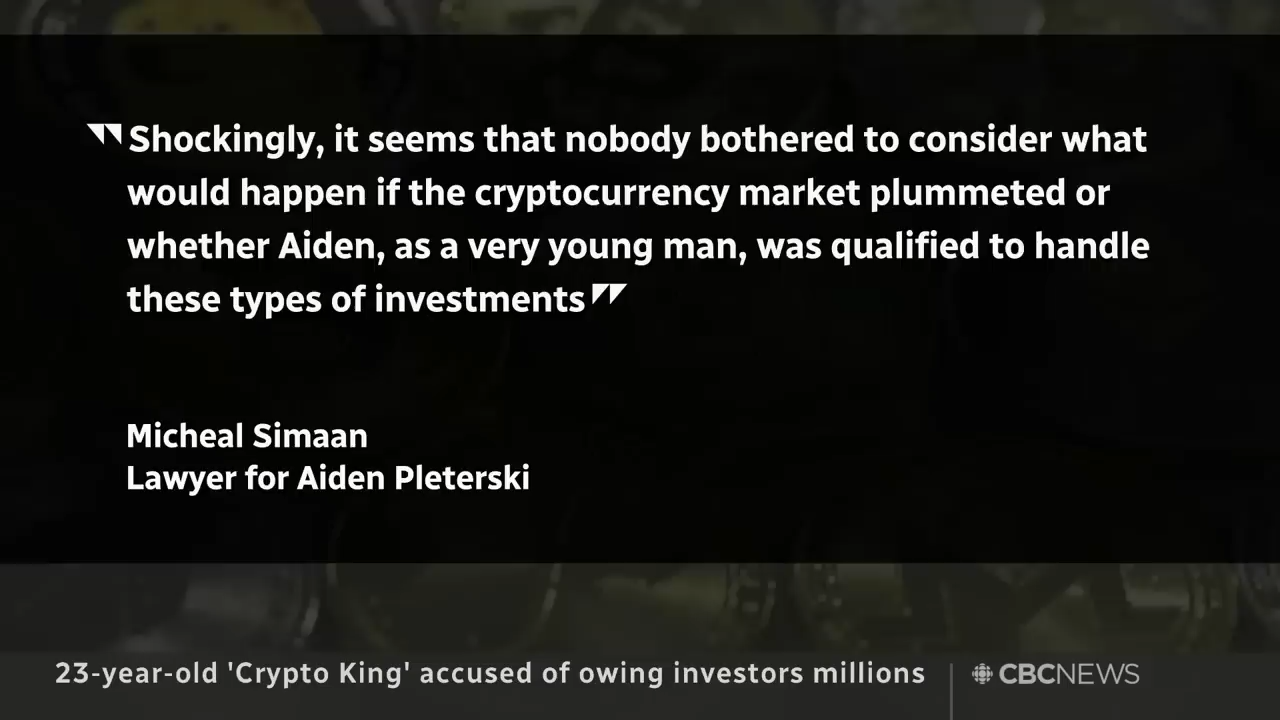 "Shockingly, it seems that nobody bothered to consider what
would happen if the cryptocurrency market plummeted or
whether Aiden, as a very young man, was qualified to handle
these types of investments"
Micheal Simaan
Lawyer for Aiden Pleterski
23-year-old 'Crypto King' accused of owing investors millions
CBCNEWS